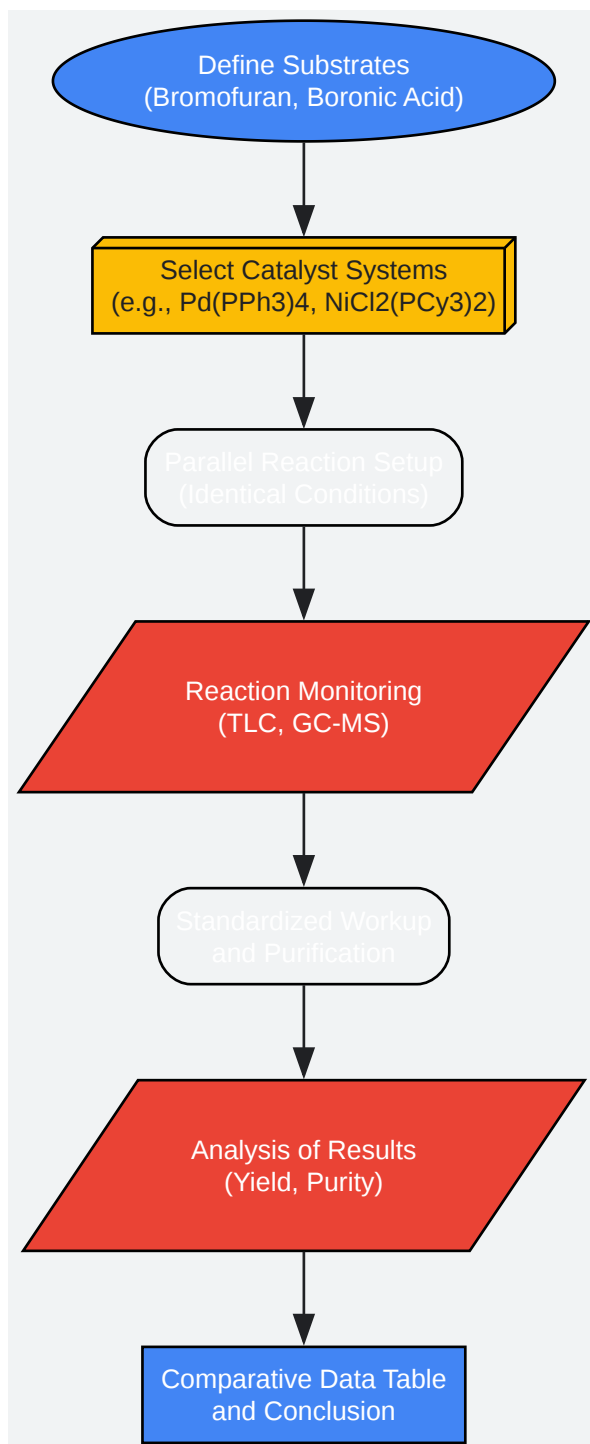 Define Substrates
(Bromofuran, Boronic Acid)
Select Catalyst Systems
(e.g., Pd(PPh3)4, NiCl2(PCy3)2)
Parallel Reaction Setup
(Identical Conditions)
Reaction Monitoring
(TLC, GC-MS)
Standardized Workup
and Purification
Analysis of Results
(Yield, Purity)
Comparative Data Table
and Conclusion